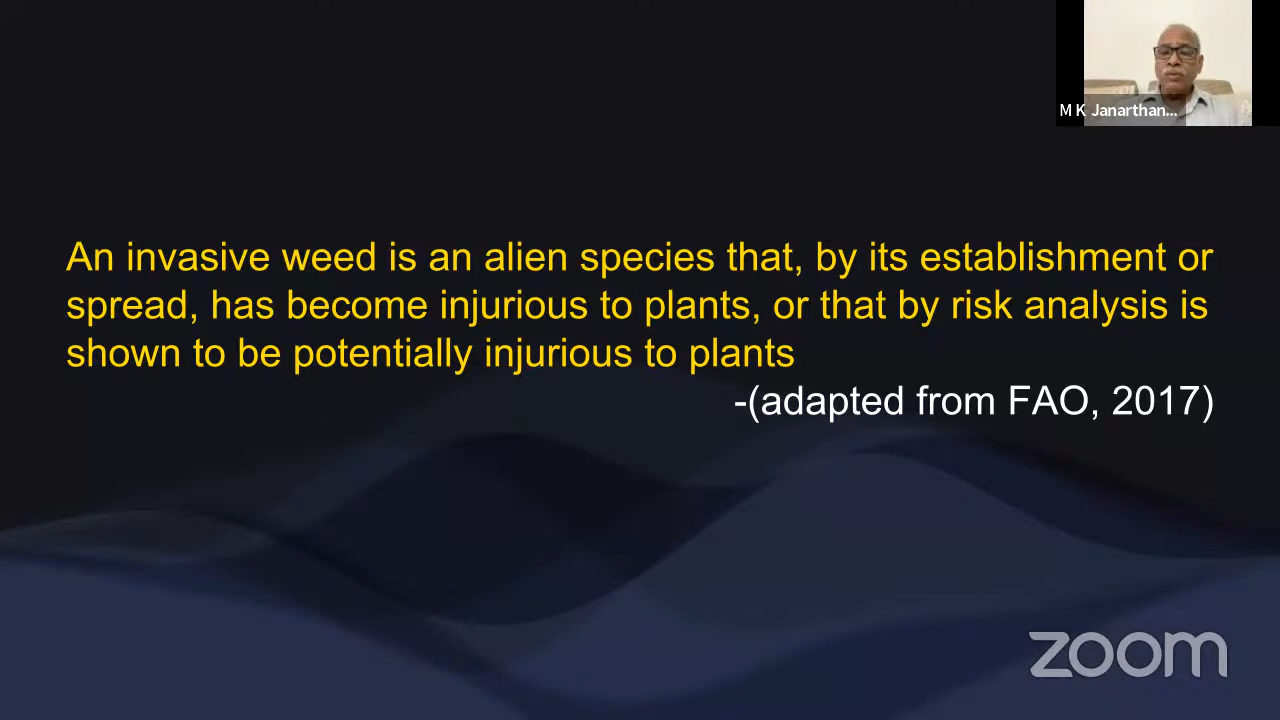 M K Janarthan...
An invasive weed is an alien species that, by its establishment or
spread, has become injurious to plants, or that by risk analysis is
shown to be potentially injurious to plants
-(adapted from FAO, 2017)
zoom